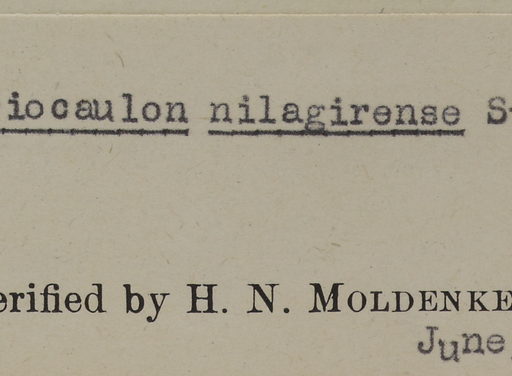 iocaulon nilagirense S
erified by H. N. MOLDENKE
June,